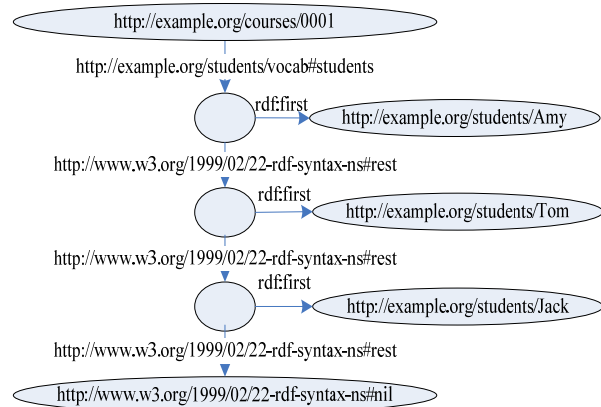 http://example.org/courses/0001
http://example.org/students/vocab#students
rdf:first
http://example.org/students/Amy
http://www.w3.org/1999/02/22-rdf-syntax-ns#rest
rdf:first
http://example.org/students/Tom
http://www.w3.org/1999/02/22-rdf-syntax-ns#rest
rdf:first
http://example.org/students/Jack
http://www.w3.org/1999/02/22-rdf-syntax-ns#rest
http://www.w3.org/1999/02/22-rdf-syntax-ns#nil